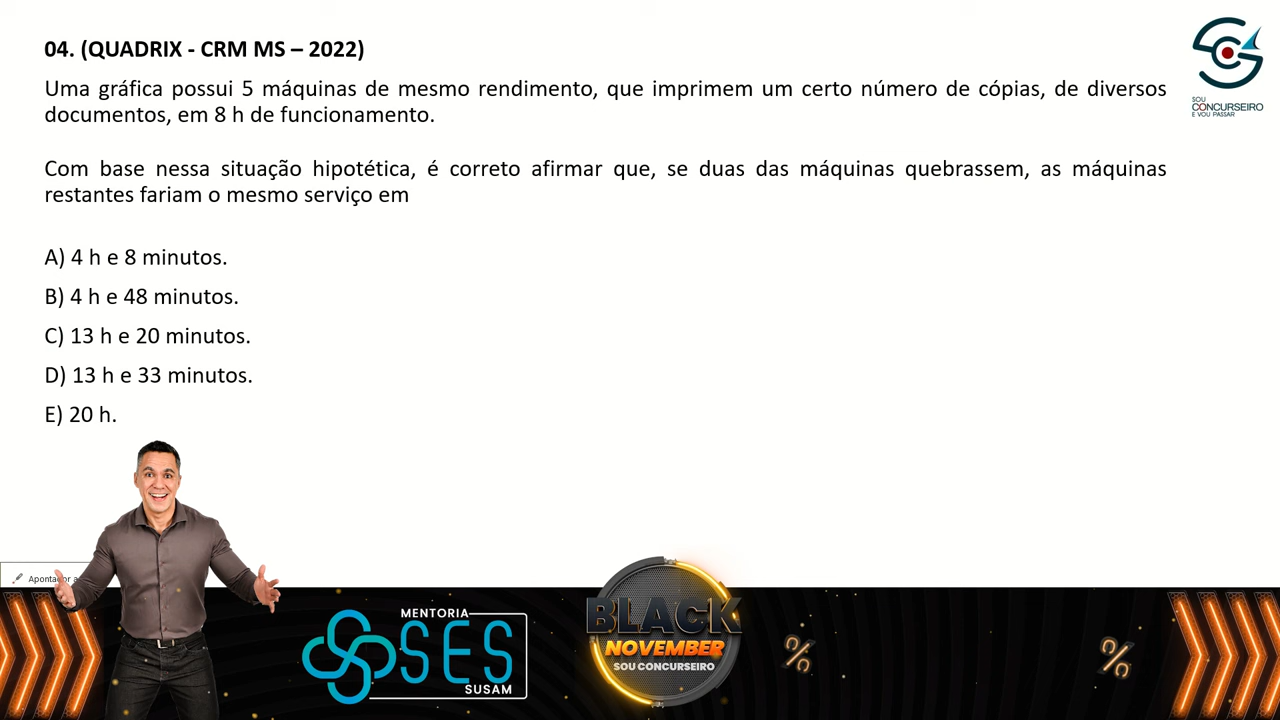 04. (QUADRIX - CRM MS – 2022)
Uma gráfica possui 5 máquinas de mesmo rendimento, que imprimem um certo número de cópias, de diversos
documentos, em 8 h de funcionamento.
Com base nessa situação hipotética, é correto afirmar que, se duas das máquinas quebrassem, as máquinas
restantes fariam o mesmo serviço em
A) 4 h e 8 minutos.
B) 4 h e 48 minutos.
C) 13 h e 20 minutos.
D) 13 h e 33 minutos.
E) 20 h.
SOU
CONCURSEIRO
E VOU PASSAR
Apontador a
MENTORIA
SES
SUSAM
BLACK
NOVEMBER
SOU CONCURSEIRO
%
%